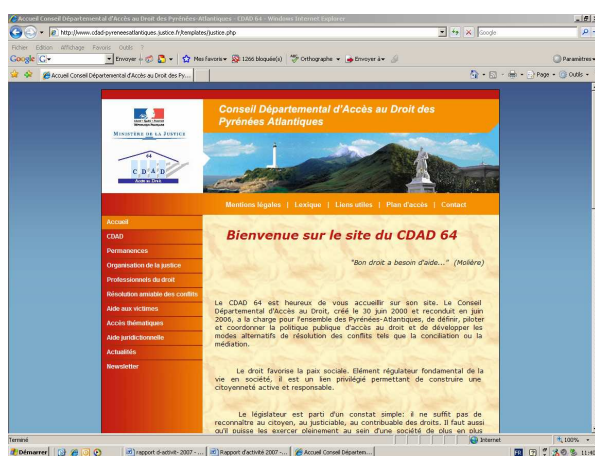 Accueil Conseil Départemental d'Accès au Droit des Pyrénées-Atlantiques - CDAD 64 - Windows Internet Explorer
http://www.cdad-pyreneesatlantiques.justice.fr/templates/justice.php
Google
Fichier Edition Affichage Favoris Outils ?
Google G Envoyer Mes favoris 1266 bloquée(s) Orthographe Envoyer à Paramètres
Accueil Conseil Départemental d'Accès au Droit des Py... Page Outils
Conseil Départemental d'Accès au Droit des
Pyrénées Atlantiques
MINISTÈRE DE LA JUSTICE
64
CDAD
Accès au Droit
Mentions légales | Lexique | Liens utiles | Plan d'accès | Contact
Accueil
CDAD
Permanences
Organisation de la justice
Professionnels du droit
Résolution amiable des conflits
Aide aux victimes
Accès thématiques
Aide juridictionnelle
Actualités
Newsletter
Bienvenue sur le site du CDAD 64
"Bon droit a besoin d'aide..." (Molière)
Le CDAD 64 est heureux de vous accueillir sur son site. Le Conseil
Départemental d'Accès au Droit, créé le 30 juin 2000 et reconduit en juin
2006, a la charge pour l'ensemble des Pyrénées-Atlantiques, de définir, piloter
et coordonner la politique publique d'accès au droit et de développer les
modes alternatifs de résolution des conflits tels que la conciliation ou la
médiation.
Le droit favorise la paix sociale. Elément régulateur fondamental de la
vie en société, il est un lien privilégié permettant de construire une
citoyenneté active et responsable.
Le législateur est parti d'un constat simple: il ne suffit pas de
reconnaître au citoyen, au justiciable, au contribuable des droits. Il faut aussi
qu'il puisse les exercer pleinement au sein d'une société de plus en plus
Terminé Internet 100%
Démarrer rapport d-activité- 2007 - ... Rapport d'activité 2007 - ... Accueil Conseil Départem... FR 11:40